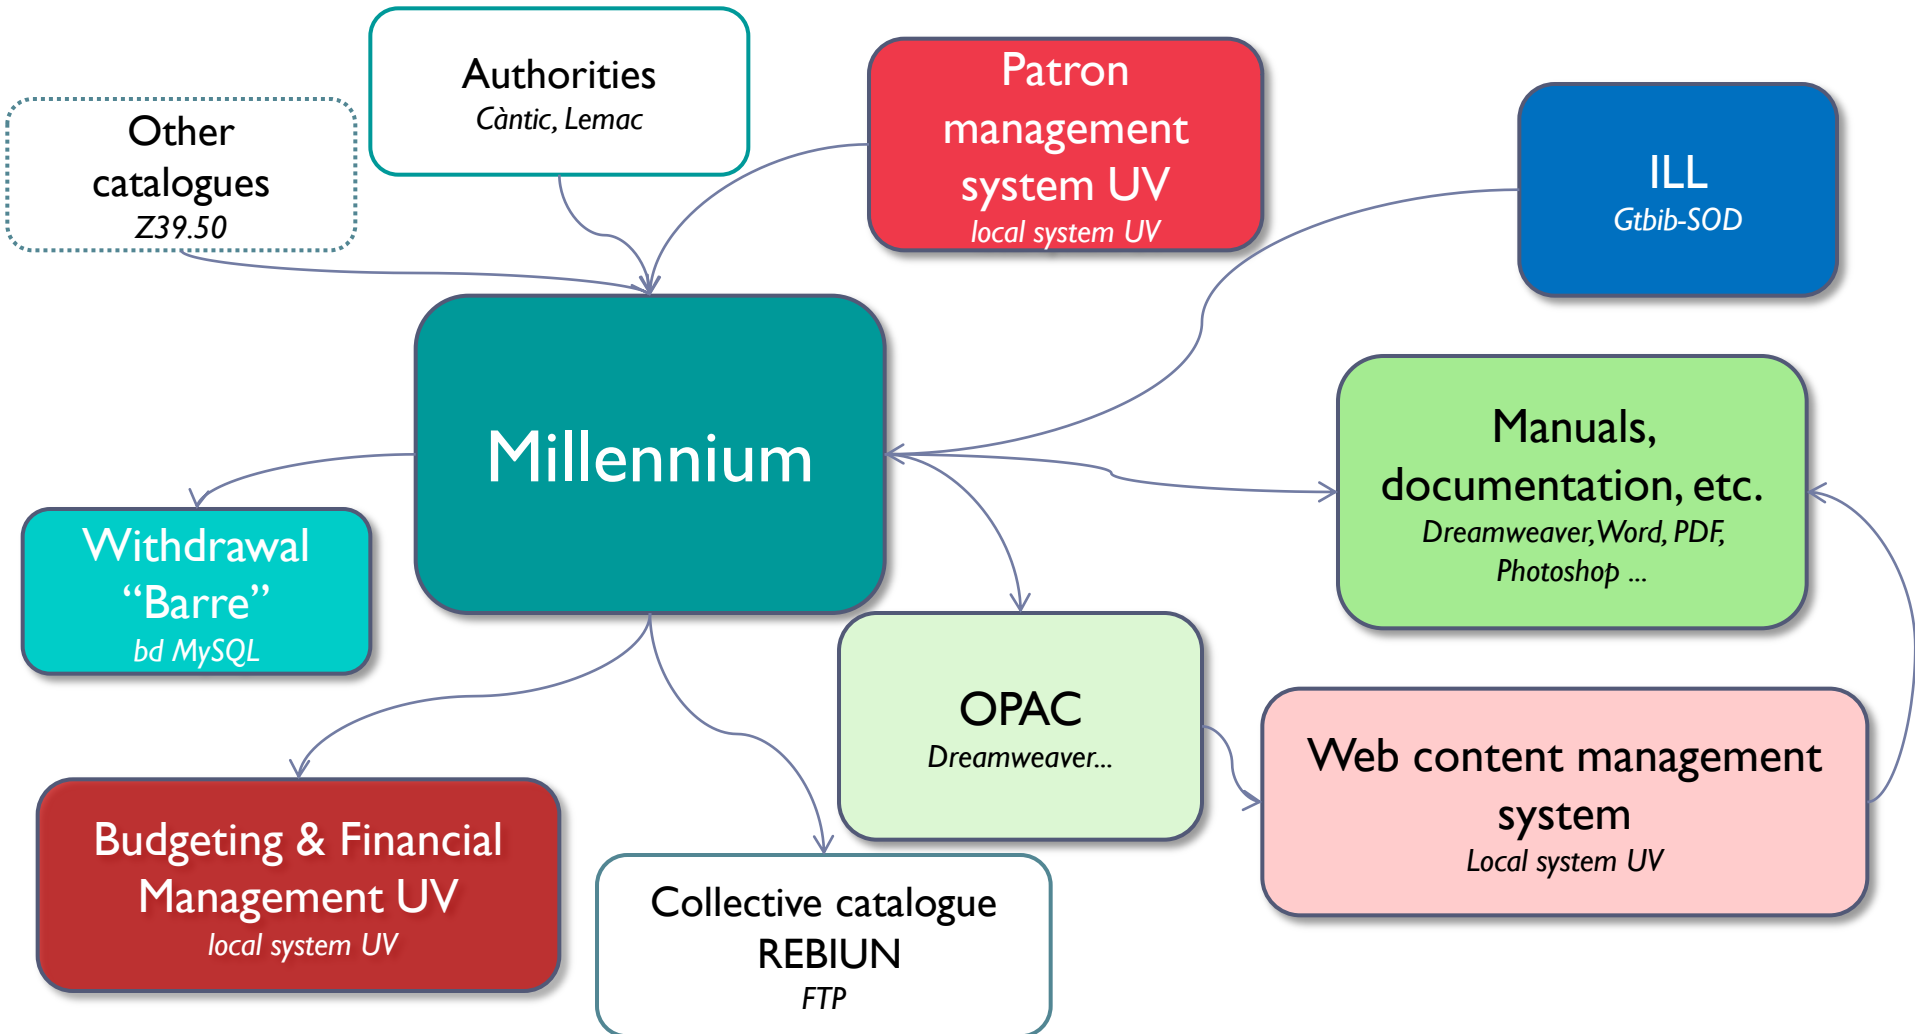 Authorities
Càntic, Lemac
Patron
management
system UV
local system UV
Other
catalogues
Z39.50
ILL
Gtbib-SOD
Millennium
Manuals,
documentation, etc.
Dreamweaver, Word, PDF,
Photoshop ...
Withdrawal
“Barre”
bd MySQL
OPAC
Dreamweaver...
Web content management
system
Local system UV
Budgeting & Financial
Management UV
local system UV
Collective catalogue
REBIUN
FTP